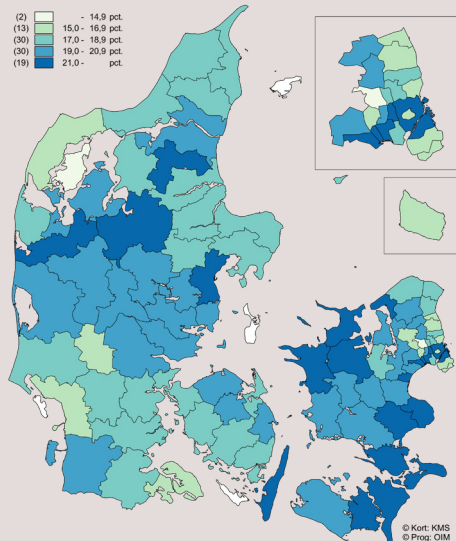 (2) - 14,9 pct.
(13) 15,0 - 16,9 pct.
(30) 17,0 - 18,9 pct.
(30) 19,0 - 20,9 pct.
(19) 21,0 - pct.
© Kort: KMS
© Prog: OIM